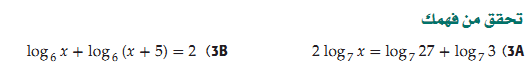 تحقق من فهمك
2 log₇ x = log₇ 27 + log₇ 3 (3A
log₆ x + log₆ (x + 5) = 2 (3B